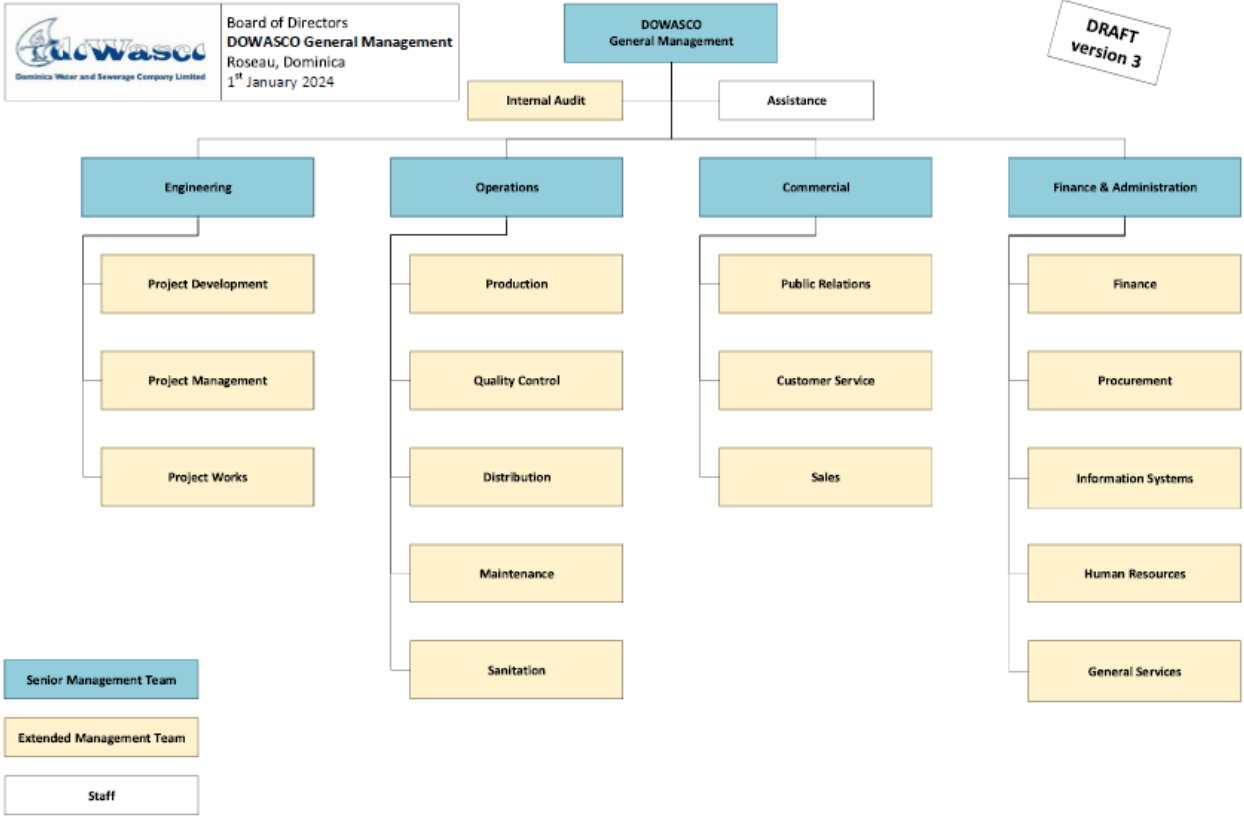 dowasco
Dominica Water and Sewerage Company Limited
Board of Directors
DOWASCO General Management
Roseau, Dominica
1st January 2024
DOWASCO
General Management
DRAFT
version 3
Internal Audit
Assistance
Engineering
Operations
Commercial
Finance & Administration
Project Development
Production
Public Relations
Finance
Project Management
Quality Control
Customer Service
Procurement
Project Works
Distribution
Sales
Information Systems
Maintenance
Human Resources
Sanitation
General Services
Senior Management Team
Extended Management Team
Staff